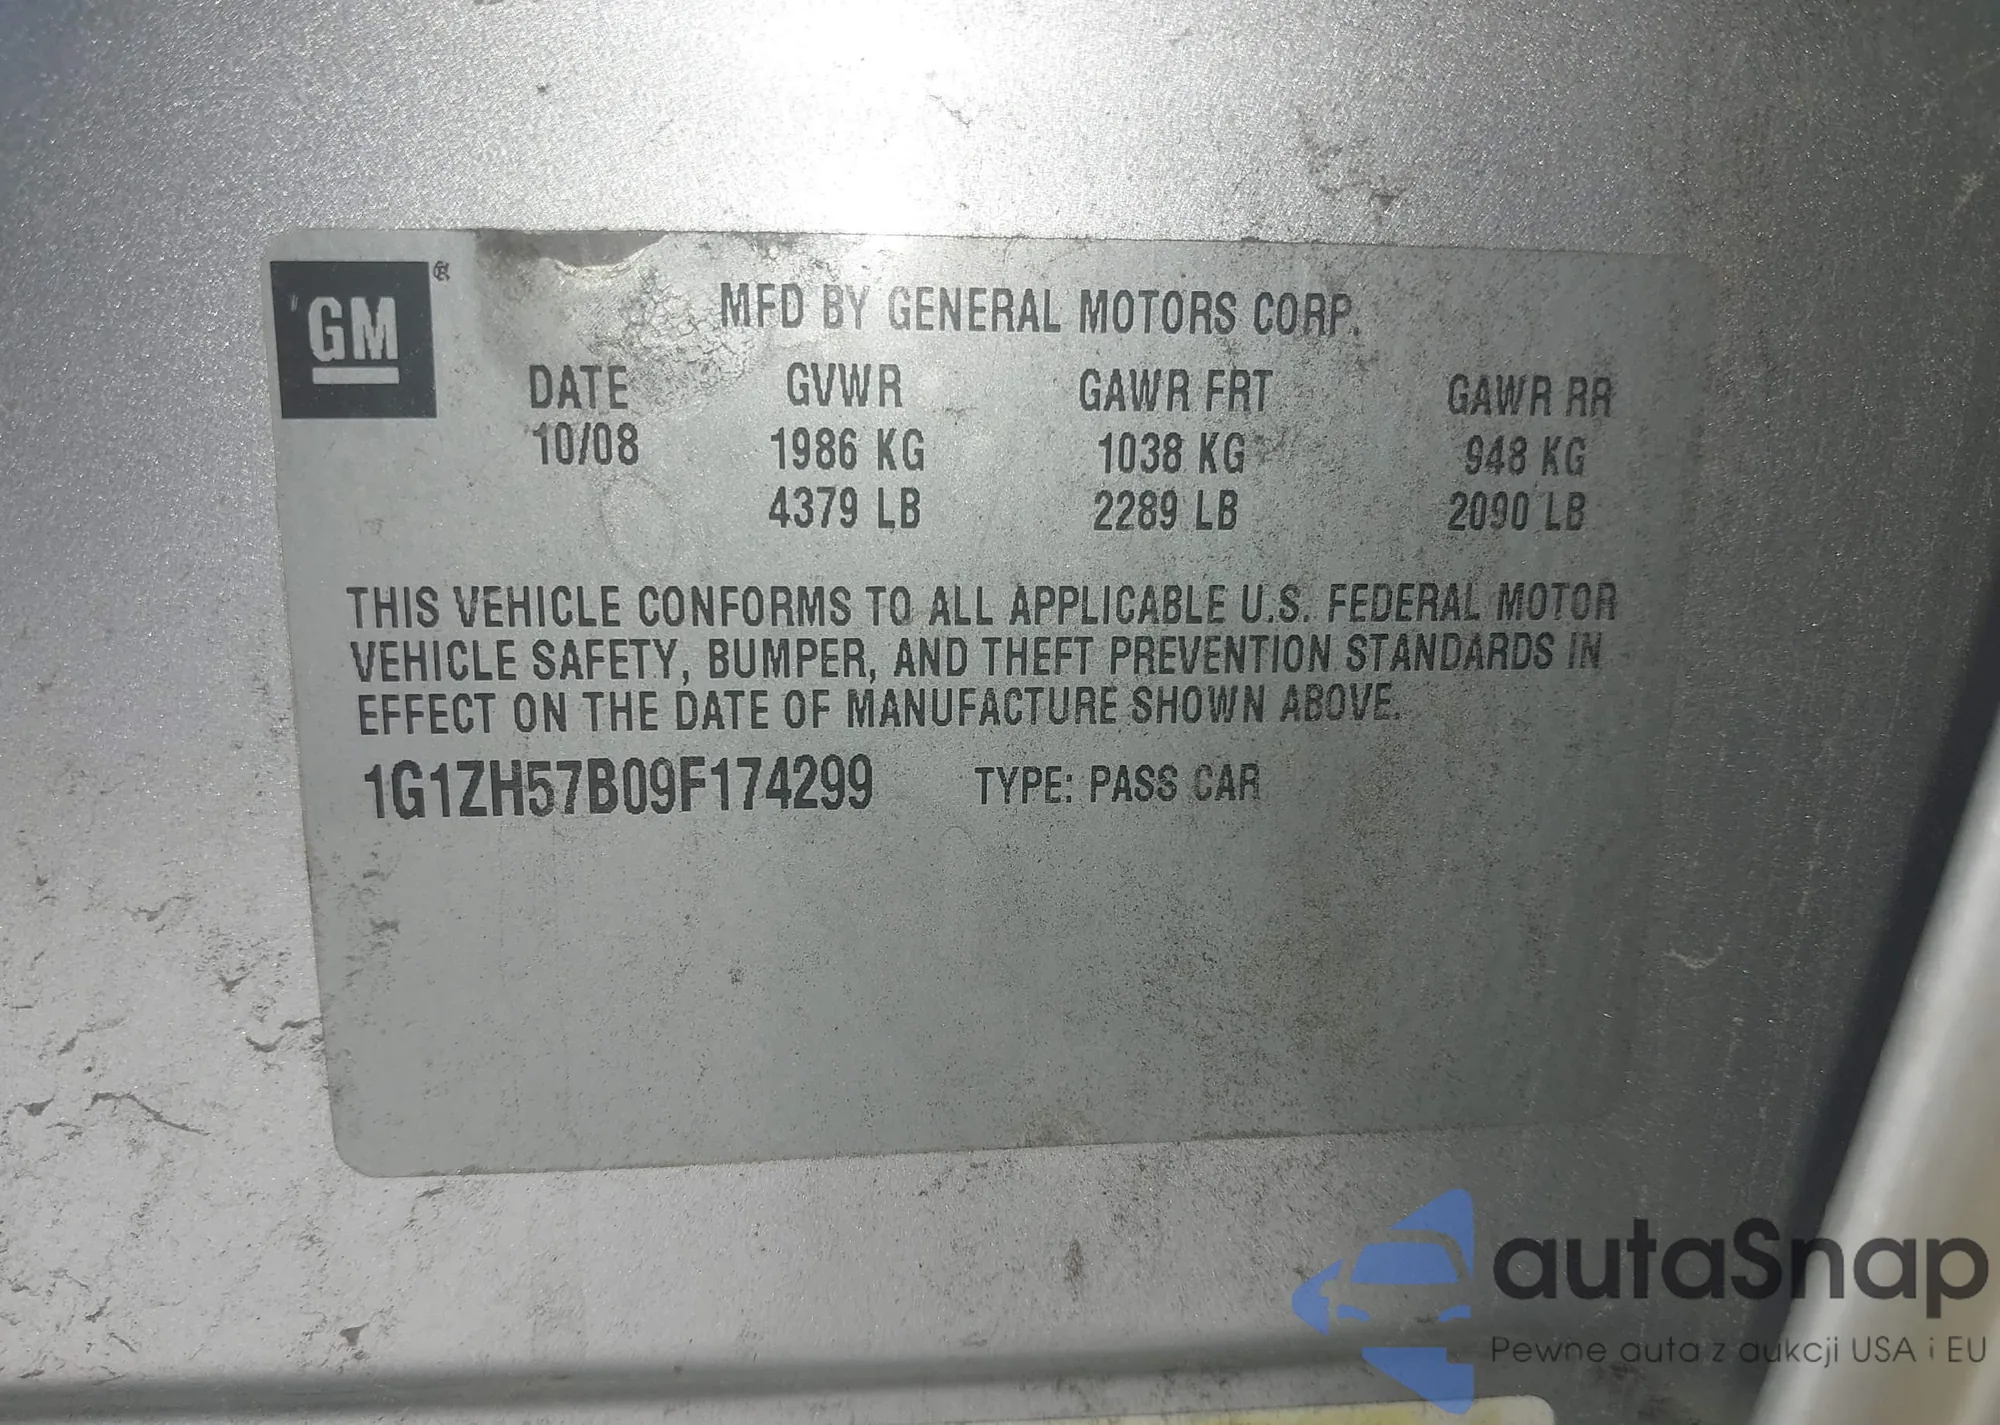 GM®
MFD BY GENERAL MOTORS CORP.
DATE GVWR GAWR FRT GAWR RR
10/08 1986 KG 1038 KG 948 KG
4379 LB 2289 LB 2090 LB
THIS VEHICLE CONFORMS TO ALL APPLICABLE U.S. FEDERAL MOTOR
VEHICLE SAFETY, BUMPER, AND THEFT PREVENTION STANDARDS IN
EFFECT ON THE DATE OF MANUFACTURE SHOWN ABOVE.
1G1ZH57B09F174299 TYPE: PASS CAR
autaSnap
Pewne auta z aukcji USA i EU